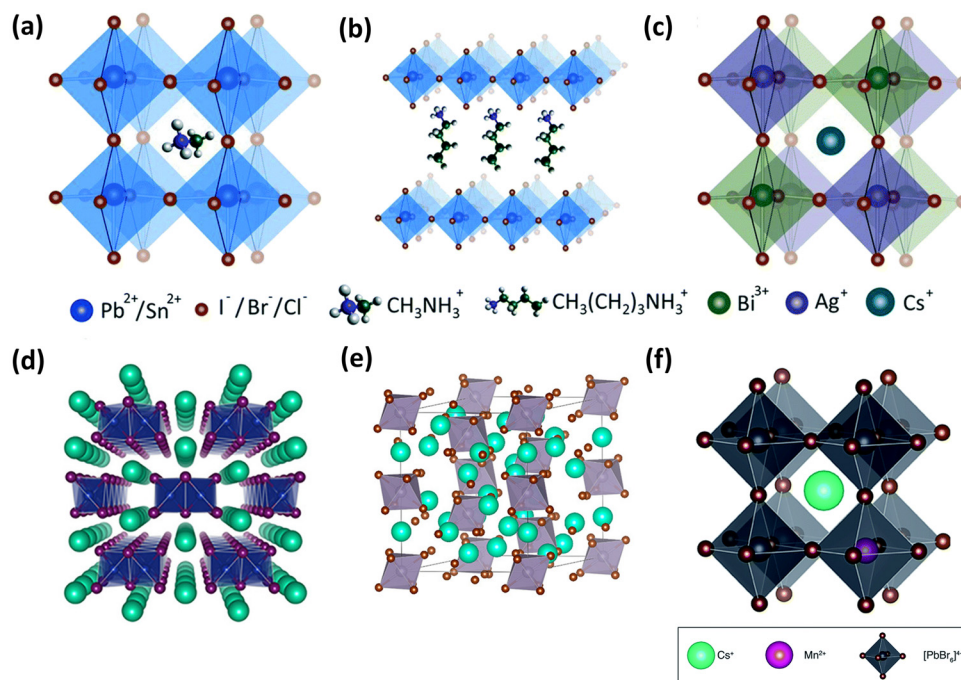 (a)
(b)
(c)
Pb²⁺/Sn²⁺ I⁻/Br⁻/Cl⁻ CH₃NH₃⁺ CH₃(CH₂)₃NH₃⁺ Bi³⁺ Ag⁺ Cs⁺
(d)
(e)
(f)
Cs⁺ Mn²⁺ [PbBr₆]⁴⁻